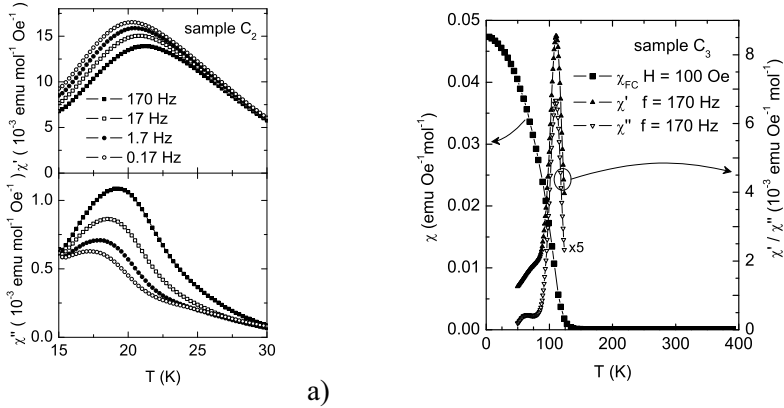 sample C₂
χ' ( 10⁻³ emu mol⁻¹ Oe⁻¹)
15
10
5
0
170 Hz
17 Hz
1.7 Hz
0.17 Hz
χ'' ( 10⁻³ emu mol⁻¹ Oe⁻¹)
1.0
0.5
0.0
15 20 25 30
T (K)
a)
sample C₃
χ_FC H = 100 Oe
χ' f = 170 Hz
χ'' f = 170 Hz
x5
χ (emu Oe⁻¹mol⁻¹)
0.05
0.04
0.03
0.02
0.01
0.00
0 100 200 300 400
T (K)
8
6
4
2
0
χ' / χ'' (10⁻³ emu Oe⁻¹mol⁻¹)